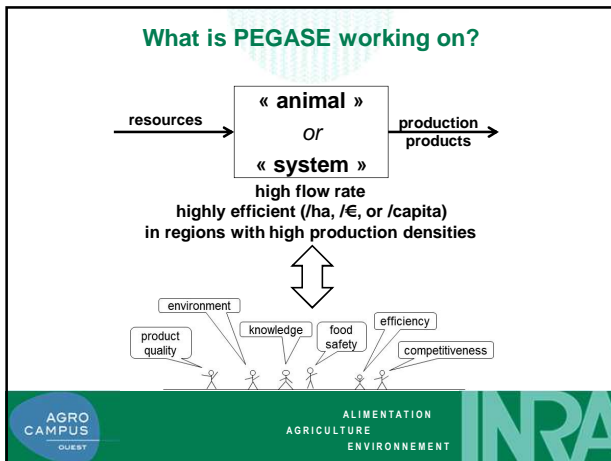 What is PEGASE working on?
resources
« animal »
or
« system »
production
products
high flow rate
highly efficient (/ha, /€, or /capita)
in regions with high production densities
environment
product
quality
knowledge
food
safety
efficiency
competitiveness
AGRO
CAMPUS
OUEST
ALIMENTATION
AGRICULTURE
ENVIRONNEMENT
INRA